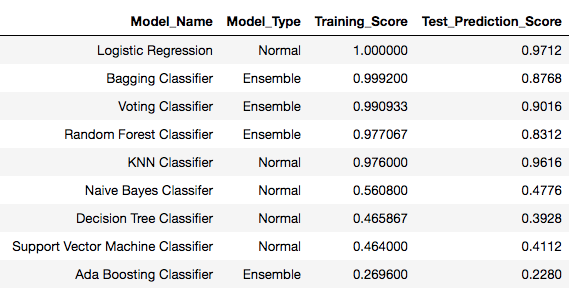 Model_Name Model_Type Training_Score Test_Prediction_Score
Logistic Regression Normal 1.000000 0.9712
Bagging Classifier Ensemble 0.999200 0.8768
Voting Classifier Ensemble 0.990933 0.9016
Random Forest Classifier Ensemble 0.977067 0.8312
KNN Classifier Normal 0.976000 0.9616
Naive Bayes Classifer Normal 0.560800 0.4776
Decision Tree Classifier Normal 0.465867 0.3928
Support Vector Machine Classifier Normal 0.464000 0.4112
Ada Boosting Classifier Ensemble 0.269600 0.2280